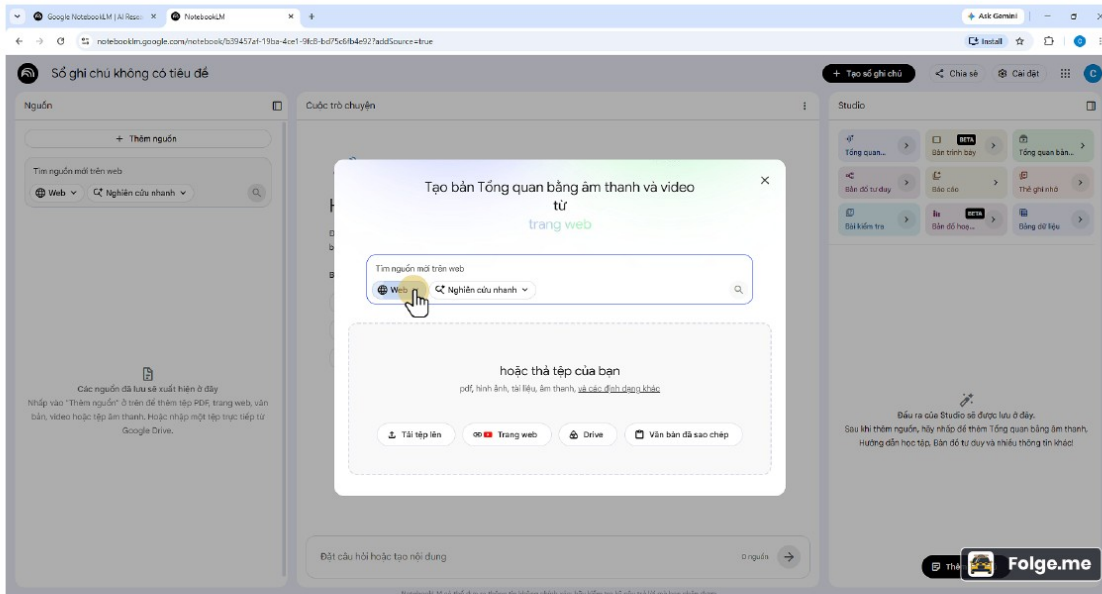 Google NotebookLM | AI Resea
NotebookLM
Ask Gemini
notebooklm.google.com/notebook/b39457af-19ba-4ce1-9fc8-bd75c6fb4e92?addSource=true
Install
Sổ ghi chú không có tiêu đề
+ Tạo sổ ghi chú
Chia sẻ
Cài đặt
C
Nguồn
Cuộc trò chuyện
Studio
+ Thêm nguồn
Tìm nguồn mới trên web
Web
Nghiên cứu nhanh
Tổng quan...
BETA
Bản trình bày
Tổng quan bằn...
Bản đồ tư duy
Báo cáo
Thẻ ghi nhớ
Bài kiểm tra
BETA
Bản đồ hoạ...
Bảng dữ liệu
Tạo bản Tổng quan bằng âm thanh và video
từ
trang web
Tìm nguồn mới trên web
Web
Nghiên cứu nhanh
hoặc thả tệp của bạn
pdf, hình ảnh, tài liệu, âm thanh, và các định dạng khác
Tải tệp lên
Trang web
Drive
Văn bản đã sao chép
Các nguồn đã lưu sẽ xuất hiện ở đây
Nhấp vào "Thêm nguồn" ở trên để thêm tệp PDF, trang web, văn
bản, video hoặc tệp âm thanh. Hoặc nhập một tệp trực tiếp từ
Google Drive.
Đầu ra của Studio sẽ được lưu ở đây.
Sau khi thêm nguồn, hãy nhấp để thêm Tổng quan bằng âm thanh,
Hướng dẫn học tập, Bản đồ tư duy và nhiều thông tin khác!
Đặt câu hỏi hoặc tạo nội dung
0 nguồn
Folge.me